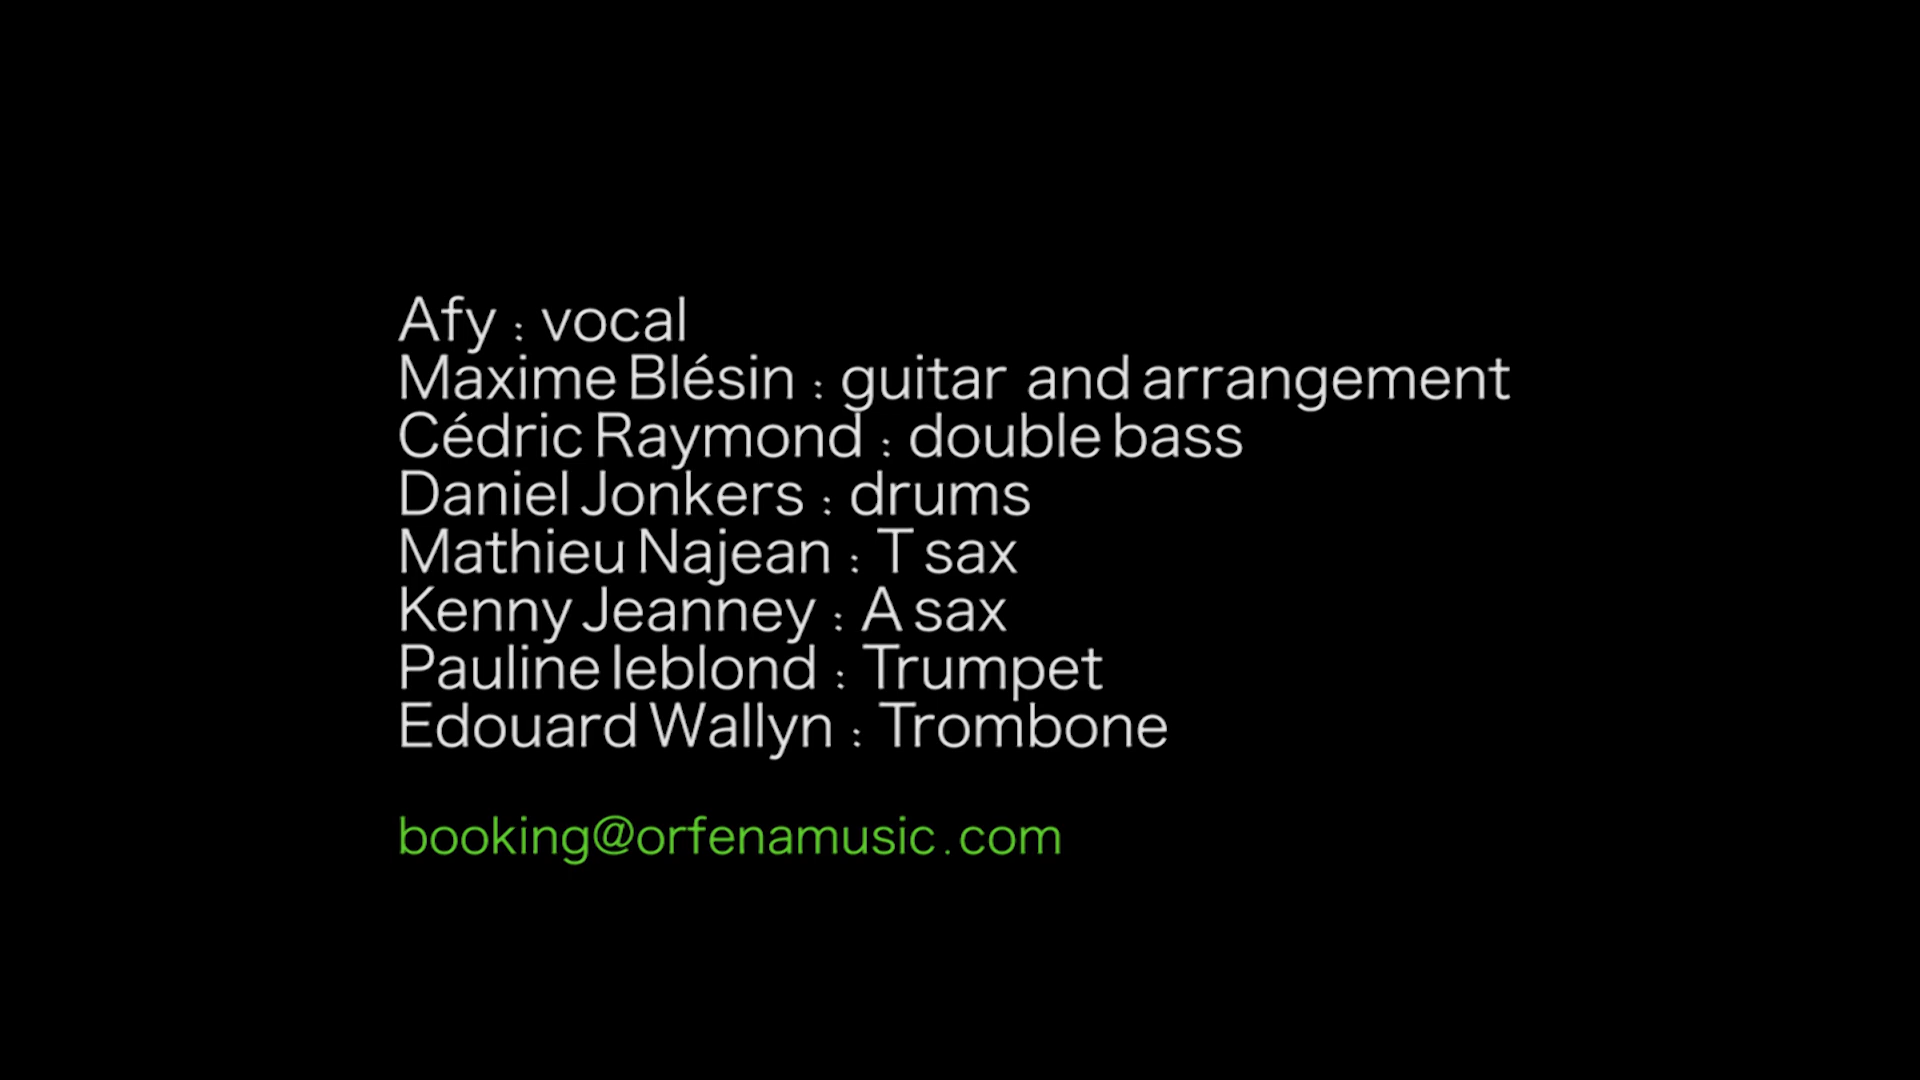 Afy : vocal
Maxime Blésin : guitar and arrangement
Cédric Raymond : double bass
Daniel Jonkers : drums
Mathieu Najean : T sax
Kenny Jeanney : A sax
Pauline leblond : Trumpet
Edouard Wallyn : Trombone
booking@orfenamusic.com